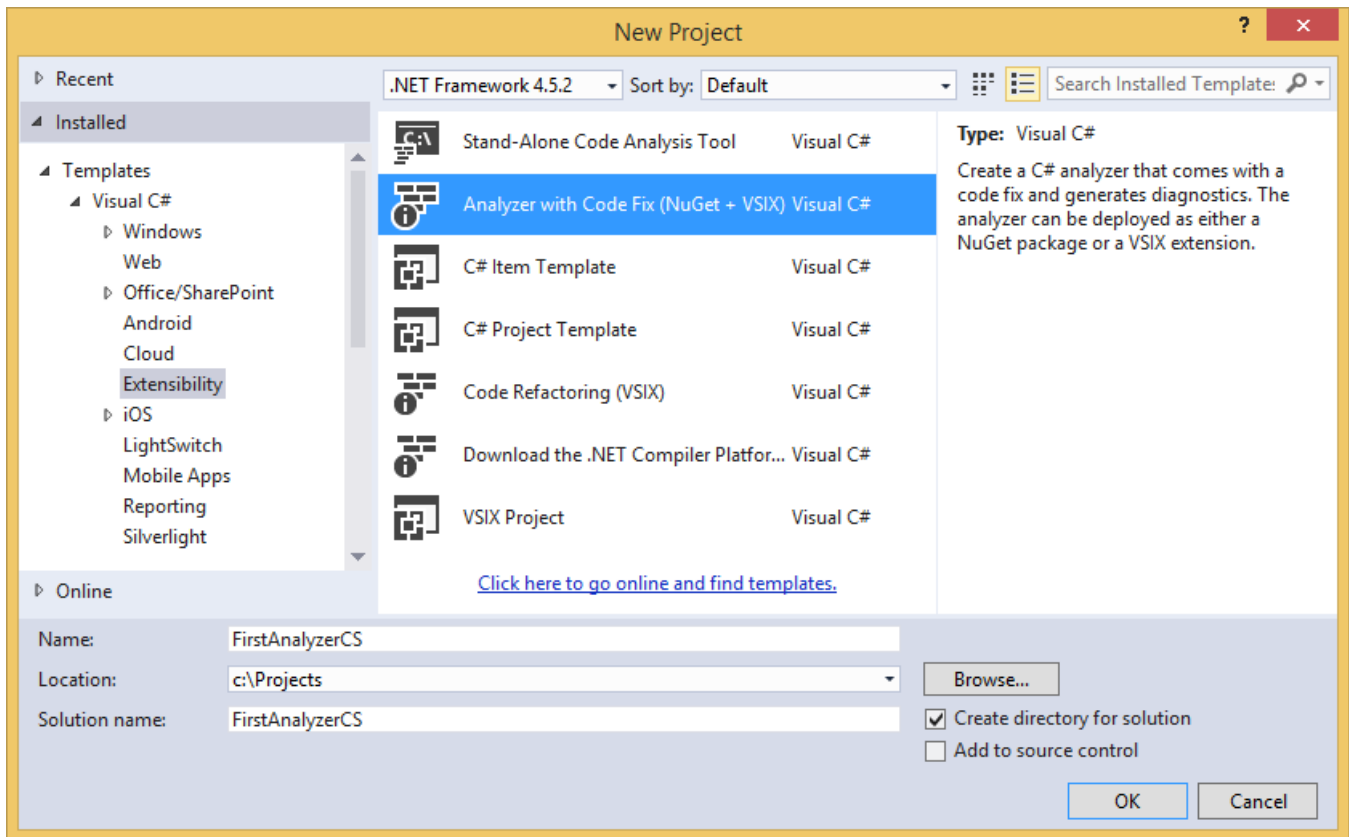 New Project
?
Recent
.NET Framework 4.5.2
Sort by: Default
Search Installed Template
Installed
Templates
Visual C#
Windows
Web
Office/SharePoint
Android
Cloud
Extensibility
iOS
LightSwitch
Mobile Apps
Reporting
Silverlight
Online
C:\
Stand-Alone Code Analysis Tool Visual C#
Analyzer with Code Fix (NuGet + VSIX) Visual C#
C# Item Template Visual C#
C# Project Template Visual C#
Code Refactoring (VSIX) Visual C#
Download the .NET Compiler Platfor... Visual C#
VSIX Project Visual C#
Click here to go online and find templates.
Type: Visual C#
Create a C# analyzer that comes with a
code fix and generates diagnostics. The
analyzer can be deployed as either a
NuGet package or a VSIX extension.
Name: FirstAnalyzerCS
Location: c:\Projects
Browse...
Solution name: FirstAnalyzerCS
Create directory for solution
Add to source control
OK
Cancel